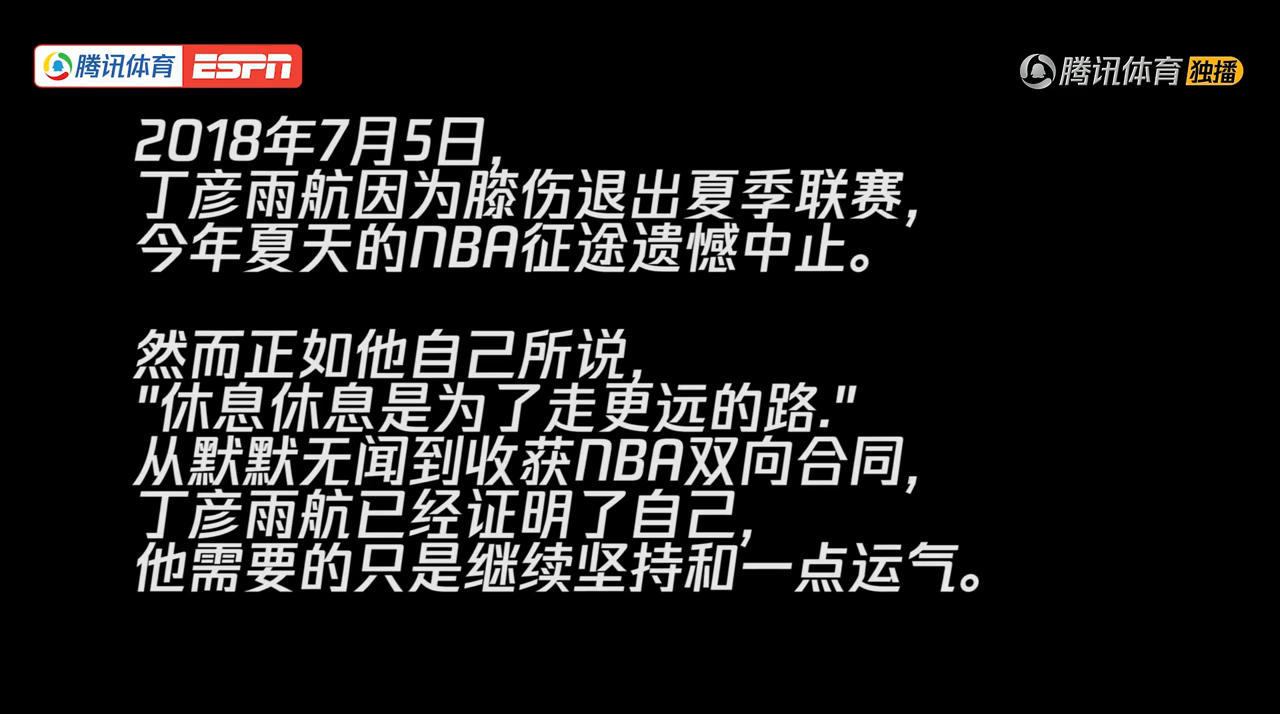 腾讯体育 ESPN
腾讯体育 独播
2018年7月5日,
丁彦雨航因为膝伤退出夏季联赛,
今年夏天的NBA征途遗憾中止。
然而正如他自己所说,
"休息休息是为了走更远的路."
从默默无闻到收获NBA双向合同,
丁彦雨航已经证明了自己,
他需要的只是继续坚持和一点运气。